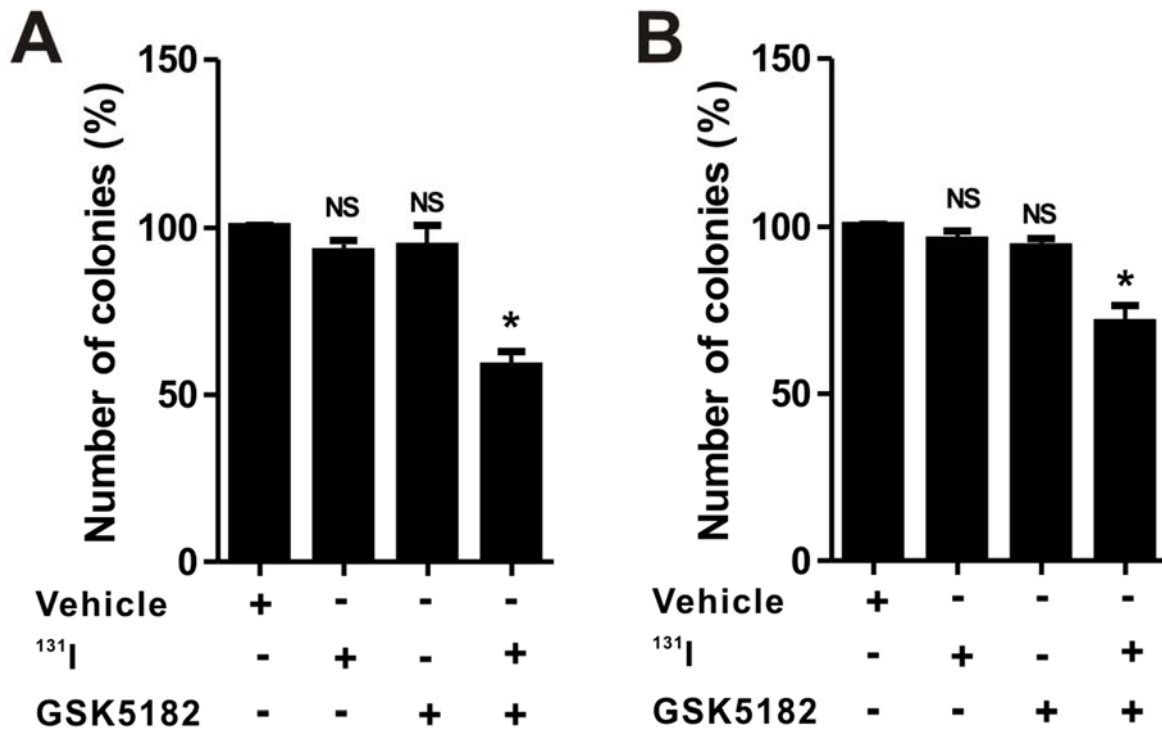 A
Number of colonies (%)
150
100
50
0
NS
NS
*
Vehicle + - - -
¹³¹I - + - +
GSK5182 - - + +
B
Number of colonies (%)
150
100
50
0
NS
NS
*
Vehicle + - - -
¹³¹I - + - +
GSK5182 - - + +